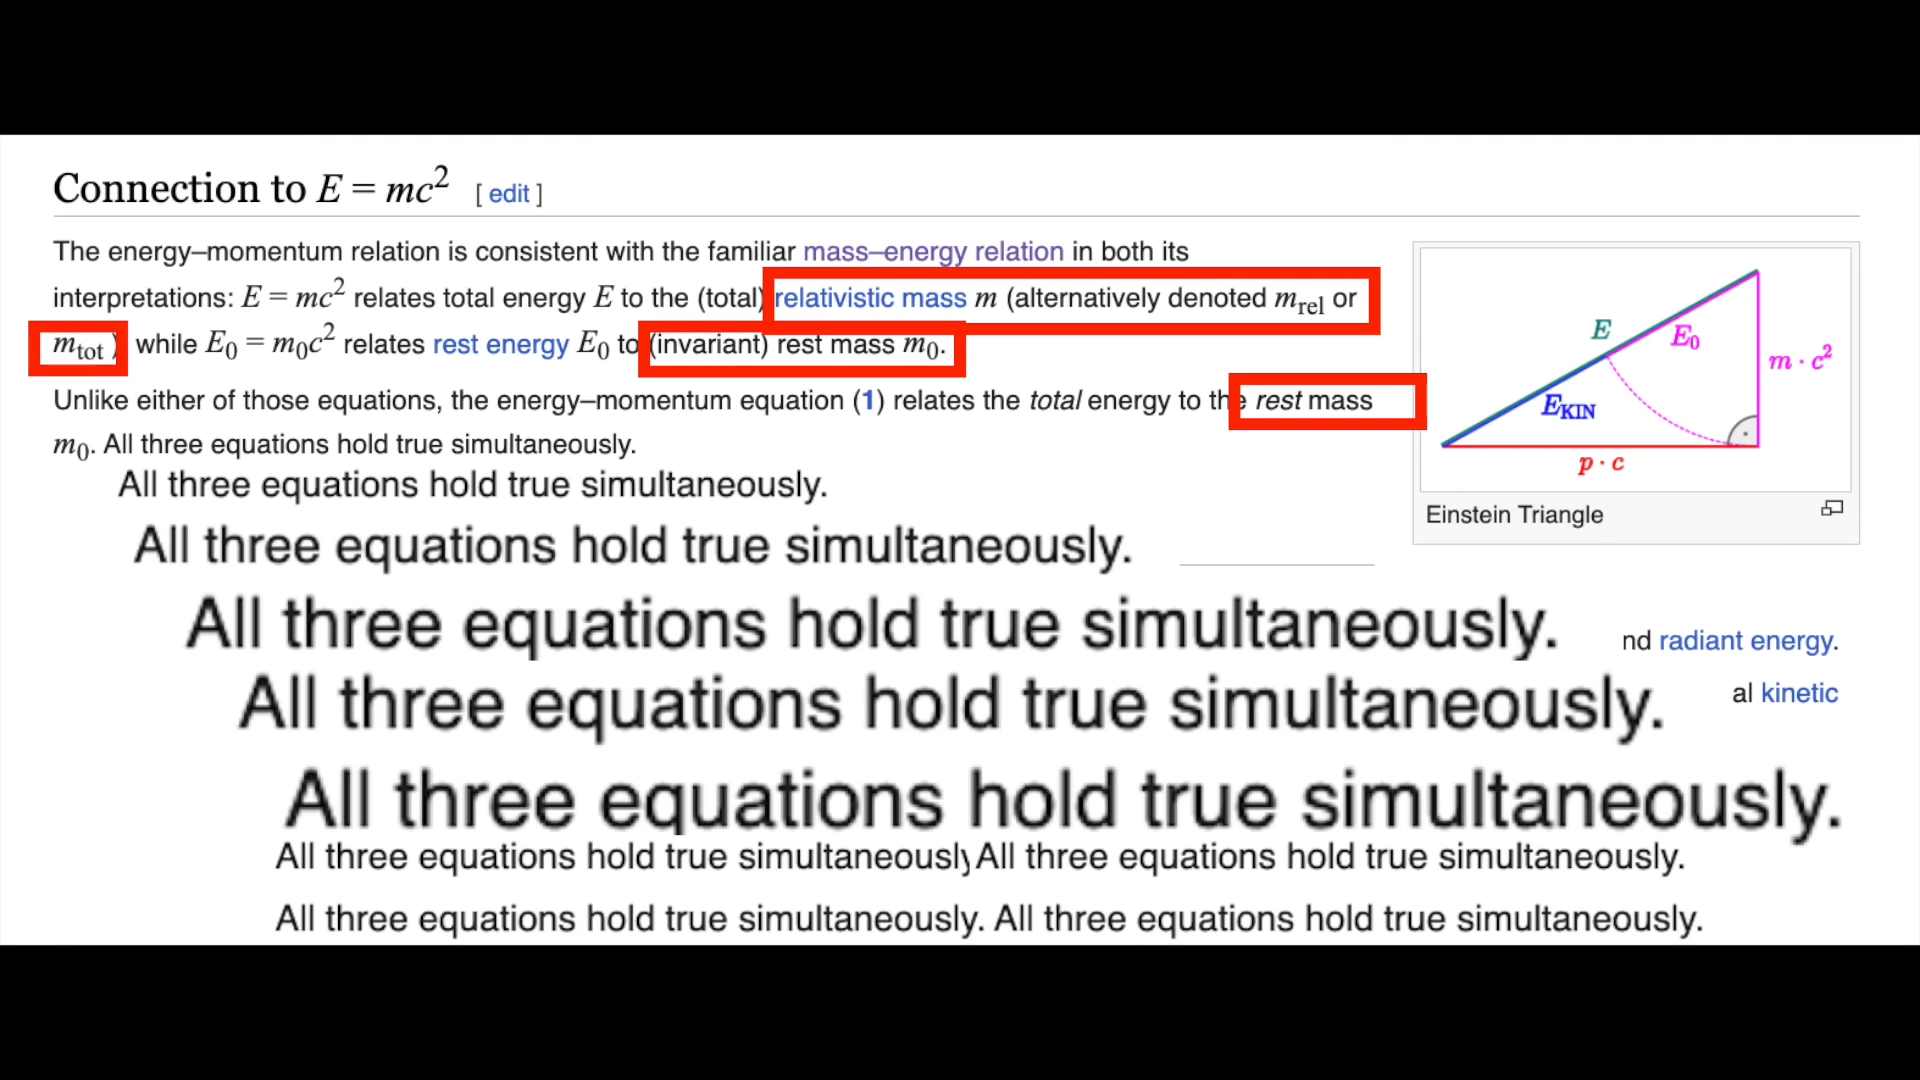 Connection to E = mc² [ edit ]
The energy–momentum relation is consistent with the familiar mass–energy relation in both its
interpretations: E = mc² relates total energy E to the (total) relativistic mass m (alternatively denoted m_rel or
m_tot ) while E₀ = m₀c² relates rest energy E₀ to (invariant) rest mass m₀.
Unlike either of those equations, the energy–momentum equation (1) relates the total energy to the rest mass
m₀. All three equations hold true simultaneously.
E
E₀
m · c²
E_KIN
p · c
Einstein Triangle
All three equations hold true simultaneously.
All three equations hold true simultaneously.
All three equations hold true simultaneously.
nd radiant energy.
All three equations hold true simultaneously.
al kinetic
All three equations hold true simultaneously.
All three equations hold true simultaneously All three equations hold true simultaneously.
All three equations hold true simultaneously. All three equations hold true simultaneously.